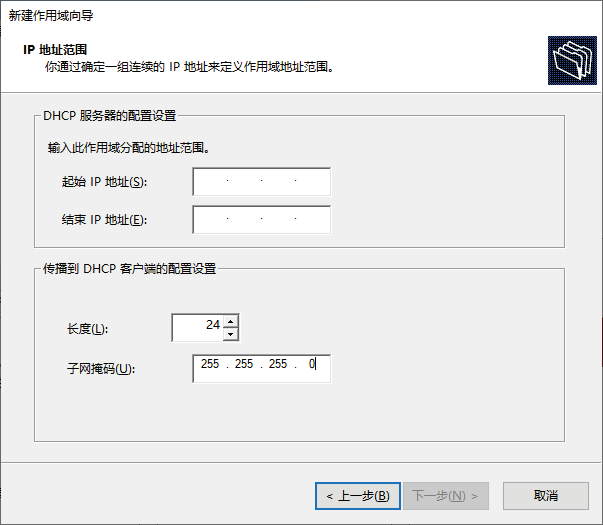 新建作用域向导
IP 地址范围
你通过确定一组连续的 IP 地址来定义作用域地址范围。
DHCP 服务器的配置设置
输入此作用域分配的地址范围。
起始 IP 地址(S):
. . .
结束 IP 地址(E):
. . .
传播到 DHCP 客户端的配置设置
长度(L):
24
子网掩码(U):
255 . 255 . 255 . 0
< 上一步(B)
下一步(N) >
取消